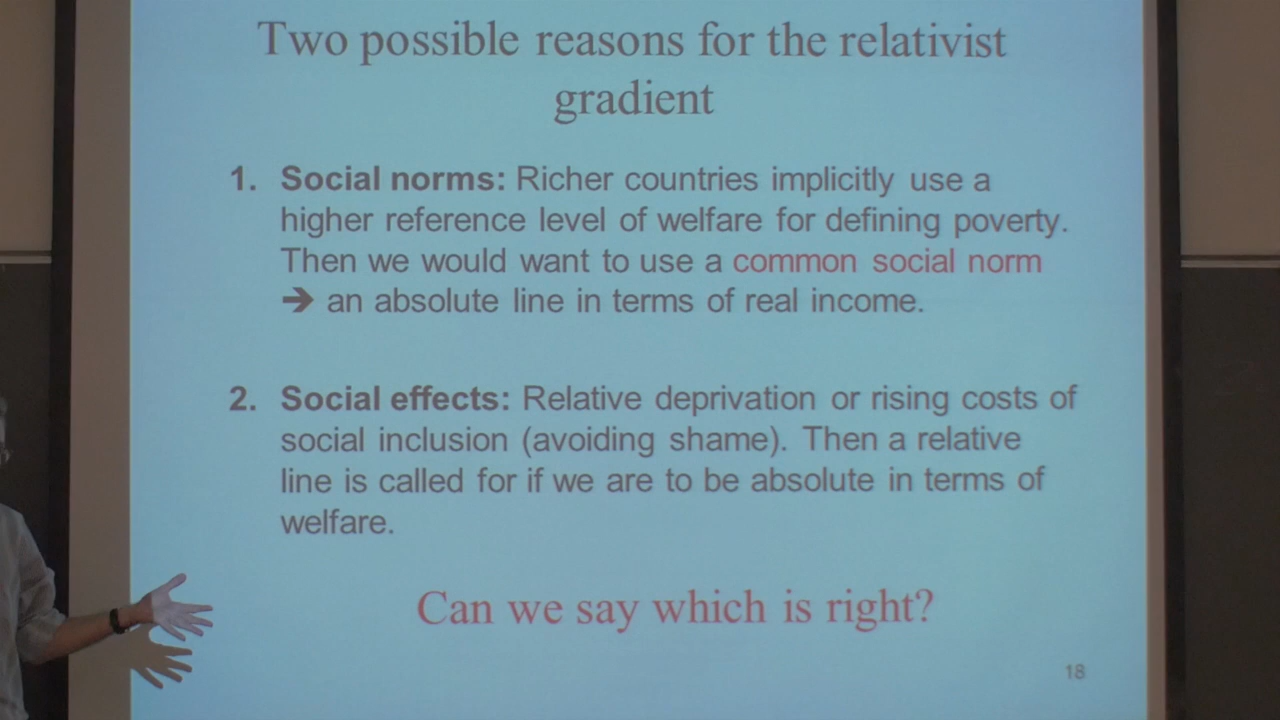 Two possible reasons for the relativist
gradient
1. Social norms: Richer countries implicitly use a
higher reference level of welfare for defining poverty.
Then we would want to use a common social norm
➔ an absolute line in terms of real income.
2. Social effects: Relative deprivation or rising costs of
social inclusion (avoiding shame). Then a relative
line is called for if we are to be absolute in terms of
welfare.
Can we say which is right?
18